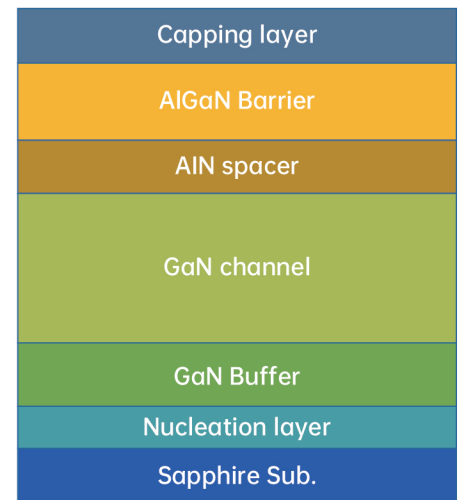 Capping layer
AlGaN Barrier
AlN spacer
GaN channel
GaN Buffer
Nucleation layer
Sapphire Sub.